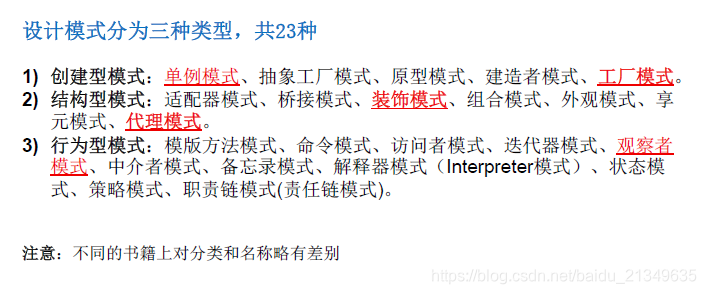 设计模式分为三种类型，共23种
1) 创建型模式：单例模式、抽象工厂模式、原型模式、建造者模式、工厂模式。
2) 结构型模式：适配器模式、桥接模式、装饰模式、组合模式、外观模式、享
元模式、代理模式。
3) 行为型模式：模版方法模式、命令模式、访问者模式、迭代器模式、观察者
模式、中介者模式、备忘录模式、解释器模式（Interpreter模式）、状态模
式、策略模式、职责链模式(责任链模式)。
注意：不同的书籍上对分类和名称略有差别
https://blog.csdn.net/baidu_21349635